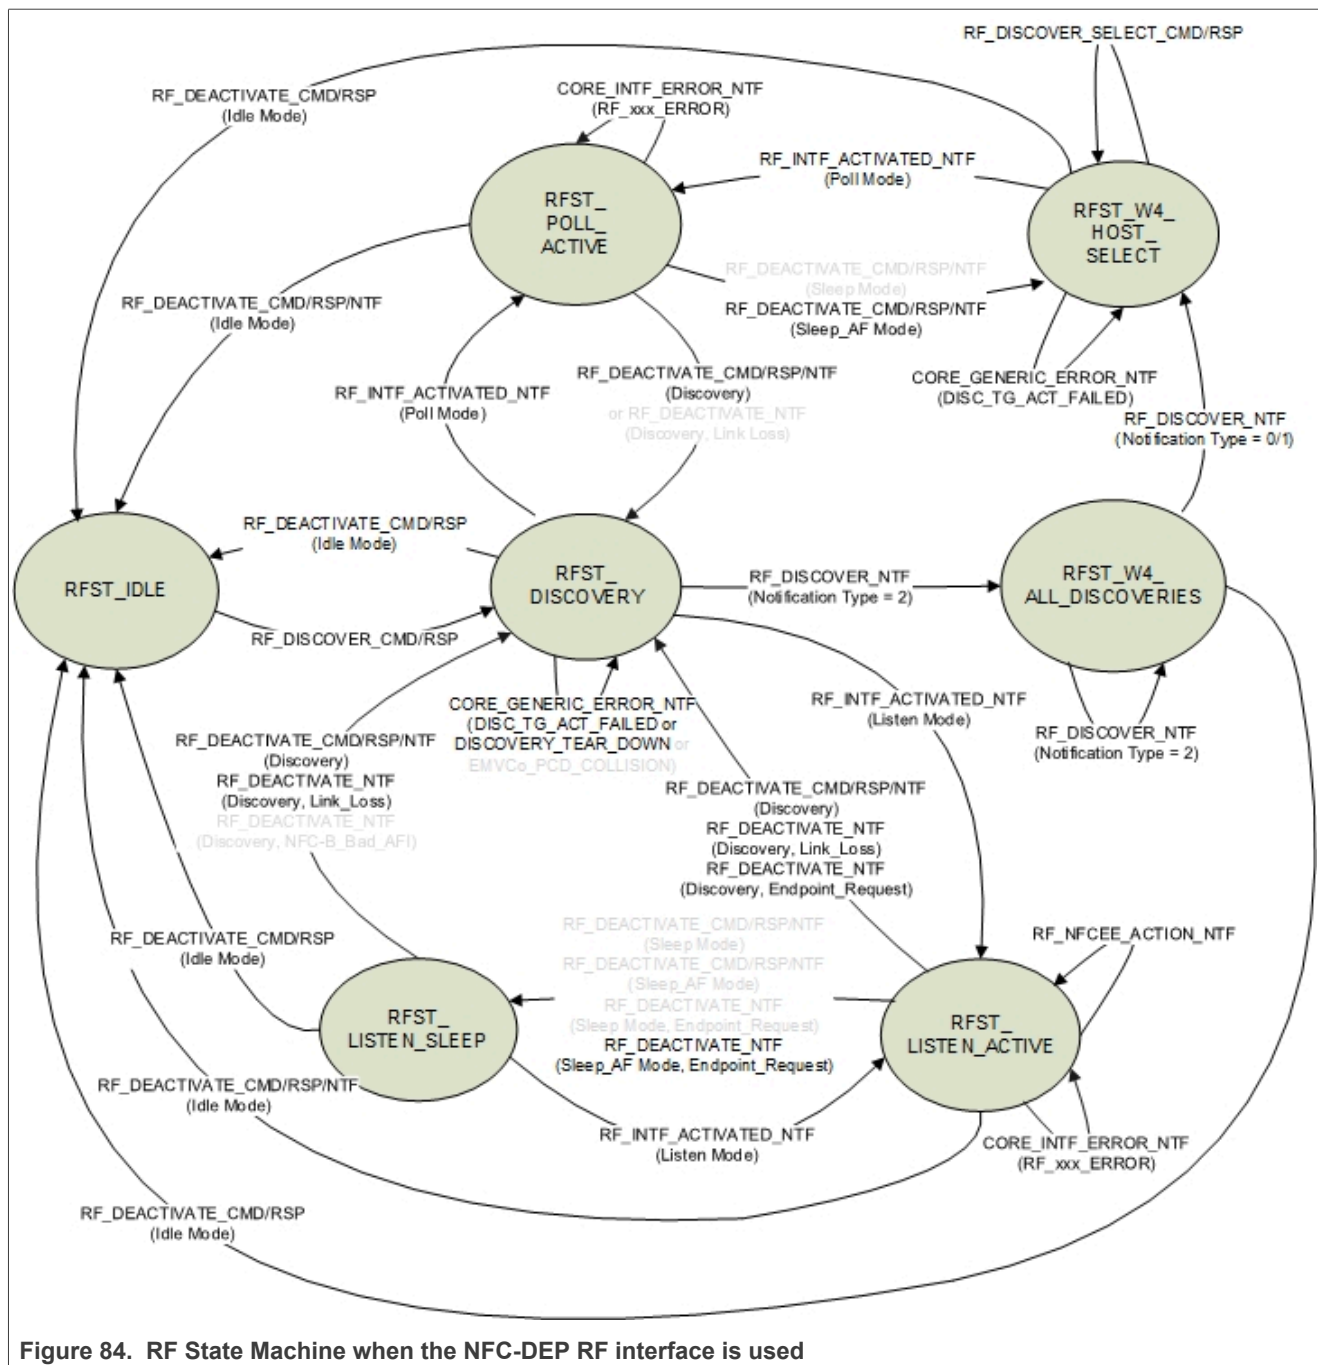 RF_DISCOVER_SELECT_CMD/RSP
RF_DEACTIVATE_CMD/RSP
(Idle Mode)
CORE_INTF_ERROR_NTF
(RF_xxx_ERROR)
RF_INTF_ACTIVATED_NTF
(Poll Mode)
RFST_
POLL_
ACTIVE
RFST_W4_
HOST_
SELECT
RF_DEACTIVATE_CMD/RSP/NTF
(Sleep Mode)
RF_DEACTIVATE_CMD/RSP/NTF
(Sleep_AF Mode)
RF_DEACTIVATE_CMD/RSP/NTF
(Idle Mode)
RF_INTF_ACTIVATED_NTF
(Poll Mode)
RF_DEACTIVATE_CMD/RSP/NTF
(Discovery)
or RF_DEACTIVATE_NTF
(Discovery, Link Loss)
CORE_GENERIC_ERROR_NTF
(DISC_TG_ACT_FAILED)
RF_DISCOVER_NTF
(Notification Type = 0/1)
RF_DEACTIVATE_CMD/RSP
(Idle Mode)
RFST_IDLE
RFST_
DISCOVERY
RF_DISCOVER_NTF
(Notification Type = 2)
RFST_W4_
ALL_DISCOVERIES
RF_DISCOVER_CMD/RSP
CORE_GENERIC_ERROR_NTF
(DISC_TG_ACT_FAILED or
DISCOVERY_TEAR_DOWN or
EMVCo_PCD_COLLISION)
RF_INTF_ACTIVATED_NTF
(Listen Mode)
RF_DISCOVER_NTF
(Notification Type = 2)
RF_DEACTIVATE_CMD/RSP/NTF
(Discovery)
RF_DEACTIVATE_NTF
(Discovery, Link_Loss)
RF_DEACTIVATE_NTF
(Discovery, NFC-B_Bad_AFI)
RF_DEACTIVATE_CMD/RSP/NTF
(Discovery)
RF_DEACTIVATE_NTF
(Discovery, Link_Loss)
RF_DEACTIVATE_NTF
(Discovery, Endpoint_Request)
RF_DEACTIVATE_CMD/RSP
(Idle Mode)
RF_DEACTIVATE_CMD/RSP/NTF
(Sleep Mode)
RF_DEACTIVATE_CMD/RSP/NTF
(Sleep_AF Mode)
RF_DEACTIVATE_NTF
(Sleep Mode, Endpoint_Request)
RF_DEACTIVATE_NTF
(Sleep_AF Mode, Endpoint_Request)
RF_NFCEE_ACTION_NTF
RFST_
LISTEN_SLEEP
RFST_
LISTEN_ACTIVE
RF_DEACTIVATE_CMD/RSP/NTF
(Idle Mode)
RF_INTF_ACTIVATED_NTF
(Listen Mode)
CORE_INTF_ERROR_NTF
(RF_xxx_ERROR)
RF_DEACTIVATE_CMD/RSP
(Idle Mode)
Figure 84. RF State Machine when the NFC-DEP RF interface is used